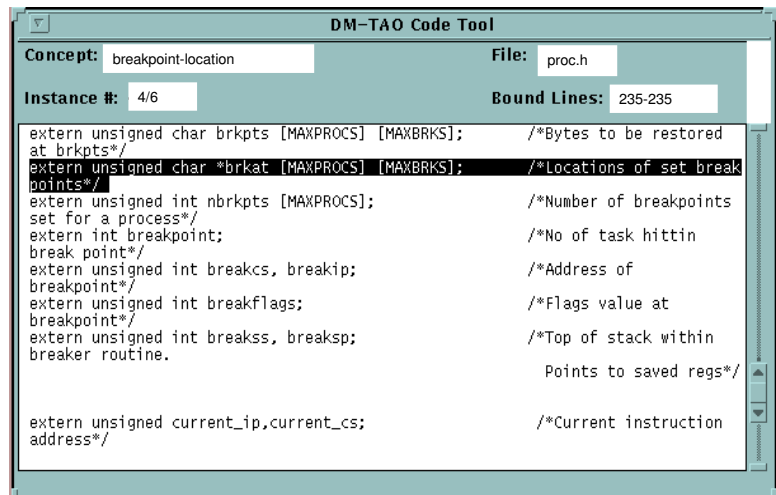 DM-TAO Code Tool
Concept: breakpoint-location File: proc.h
Instance #: 4/6 Bound Lines: 235-235
extern unsigned char brkpts [MAXPROCS] [MAXBRKS]; /*Bytes to be restored
at brkpts*/
extern unsigned char *brkat [MAXPROCS] [MAXBRKS]; /*Locations of set break
points*/
extern unsigned int nbrkpts [MAXPROCS]; /*Number of breakpoints
set for a process*/
extern int breakpoint; /*No of task hittin
break point*/
extern unsigned int breakcs, breakip; /*Address of
breakpoint*/
extern unsigned int breakflags; /*Flags value at
breakpoint*/
extern unsigned int breakss, breaksp; /*Top of stack within
breaker routine.
Points to saved regs*/
extern unsigned current_ip,current_cs; /*Current instruction
address*/